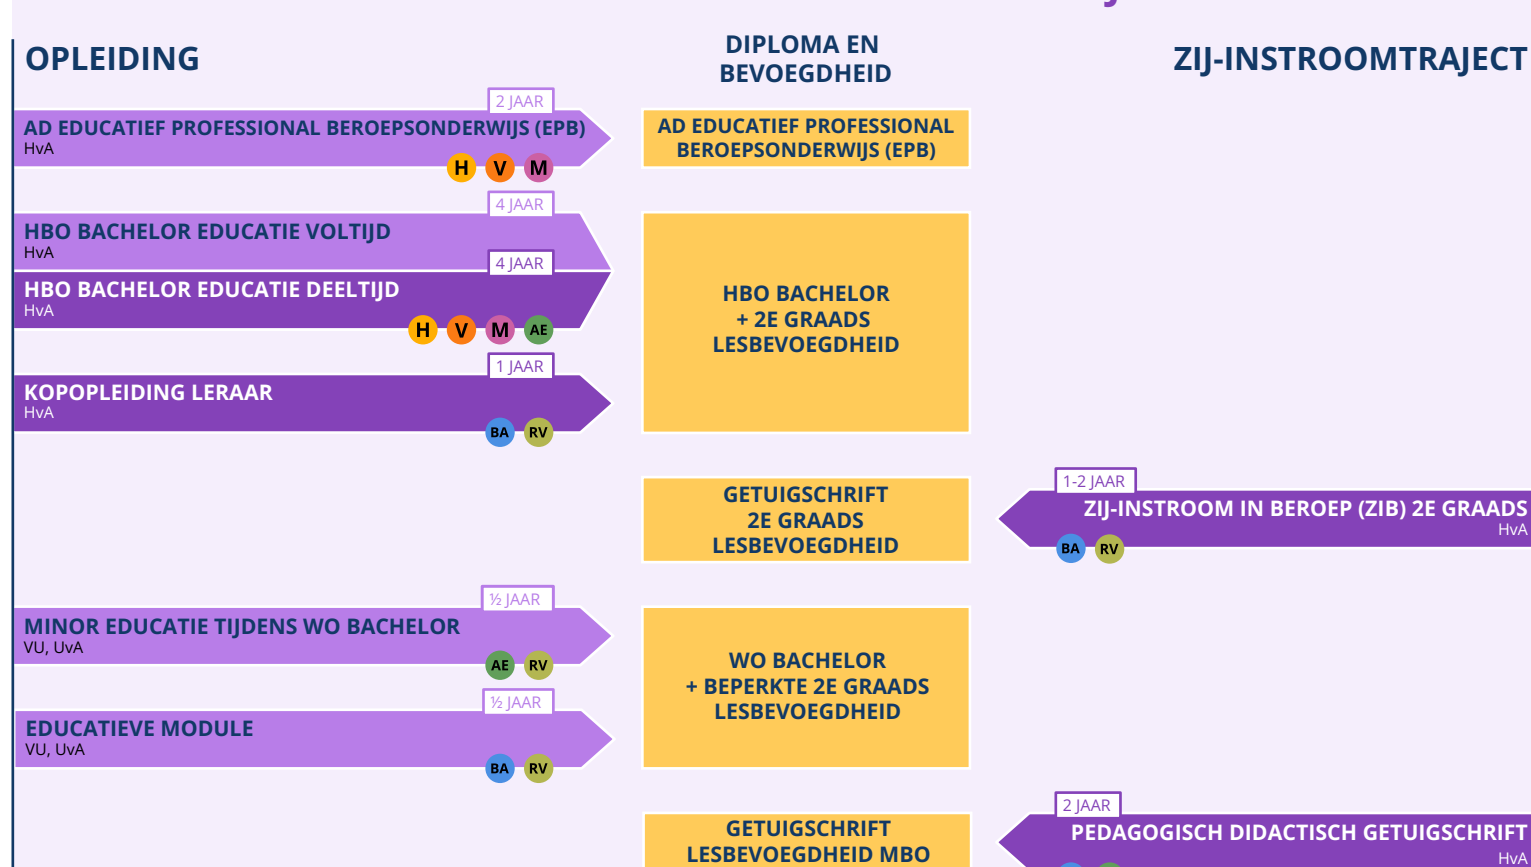 OPLEIDING
DIPLOMA EN
BEVOEGDHEID
ZIJ-INSTROOMTRAJECT
2 JAAR
AD EDUCATIEF PROFESSIONAL BEROEPSONDERWIJS (EPB)
HvA
H V M
AD EDUCATIEF PROFESSIONAL
BEROEPSONDERWIJS (EPB)
4 JAAR
HBO BACHELOR EDUCATIE VOLTIJD
HvA
4 JAAR
HBO BACHELOR EDUCATIE DEELTIJD
HvA
H V M AE
HBO BACHELOR
+ 2E GRAADS
LESBEVOEGDHEID
1 JAAR
KOPOPLEIDING LERAAR
HvA
BA RV
GETUIGSCHRIFT
2E GRAADS
LESBEVOEGDHEID
1-2 JAAR
ZIJ-INSTROOM IN BEROEP (ZIB) 2E GRAADS
HvA
BA RV
½ JAAR
MINOR EDUCATIE TIJDENS WO BACHELOR
VU, UvA
AE RV
WO BACHELOR
+ BEPERKTE 2E GRAADS
LESBEVOEGDHEID
½ JAAR
EDUCATIEVE MODULE
VU, UvA
BA RV
GETUIGSCHRIFT
LESBEVOEGDHEID MBO
2 JAAR
PEDAGOGISCH DIDACTISCH GETUIGSCHRIFT
HvA